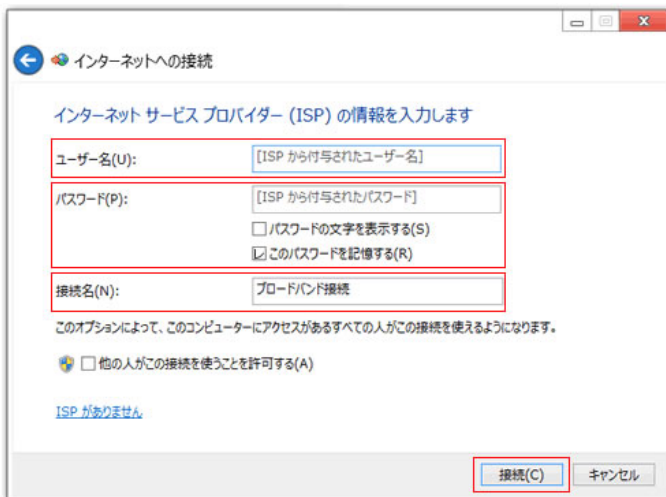 インターネットへの接続
インターネット サービス プロバイダー (ISP) の情報を入力します
ユーザー名(U):
[ISP から付与されたユーザー名]
パスワード(P):
[ISP から付与されたパスワード]
パスワードの文字を表示する(S)
このパスワードを記憶する(R)
接続名(N):
ブロードバンド接続
このオプションによって、このコンピューターにアクセスがあるすべての人がこの接続を使えるようになります。
他の人がこの接続を使うことを許可する(A)
ISP がありません
接続(C)
キャンセル